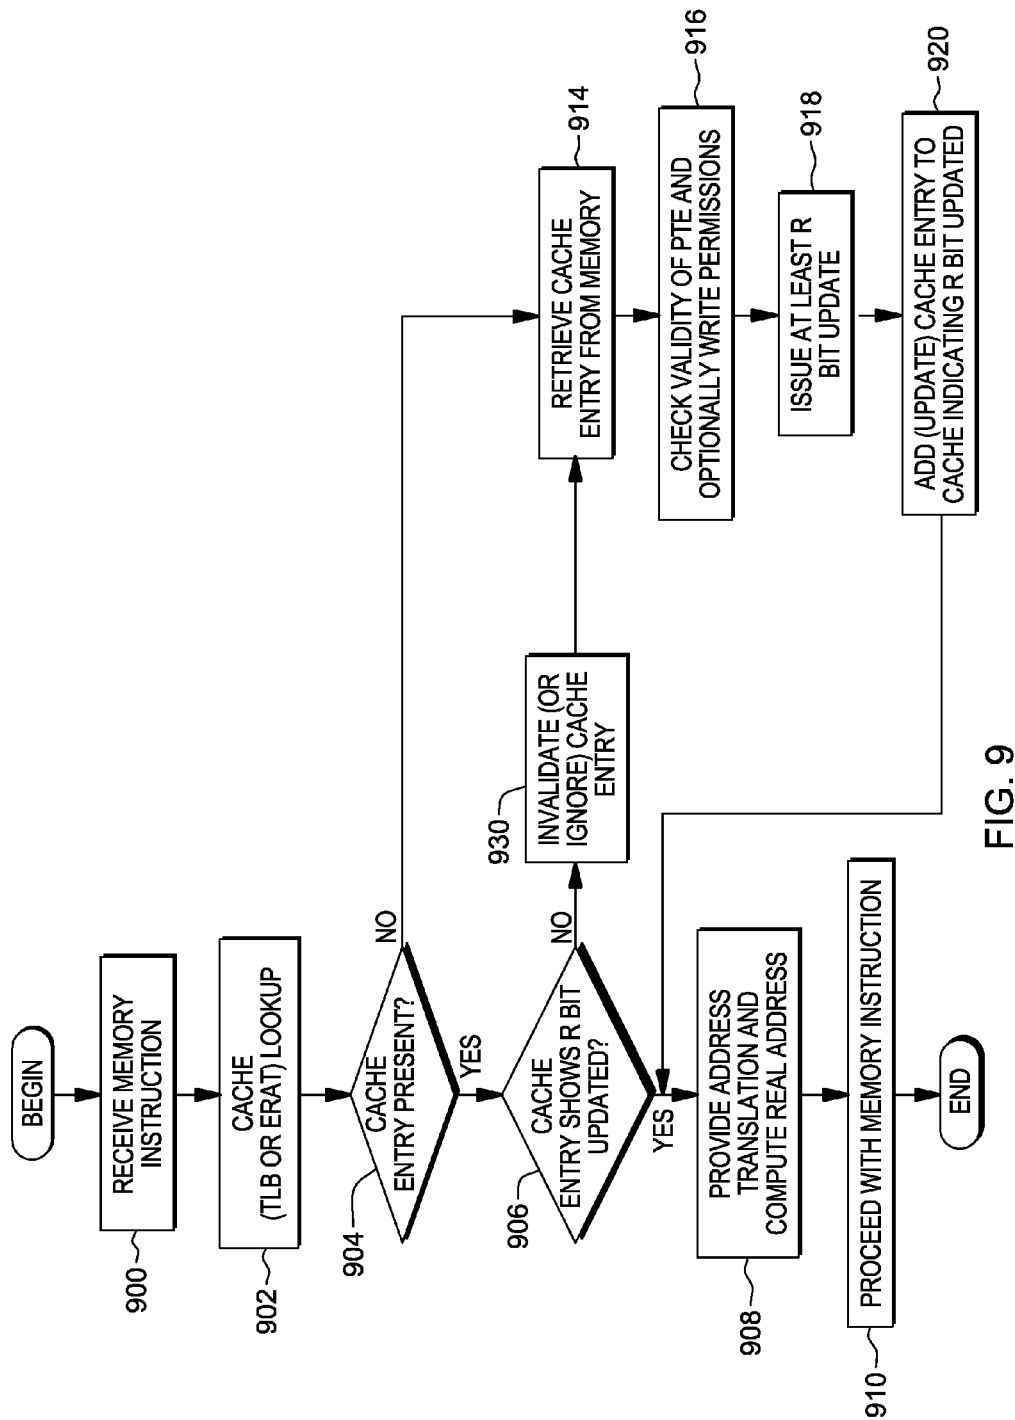 BEGIN
900
RECEIVE MEMORY
INSTRUCTION
902
CACHE
(TLB OR ERAT) LOOKUP
904
CACHE
ENTRY PRESENT?
NO
YES
906
CACHE
ENTRY SHOWS R BIT
UPDATED?
NO
YES
930
INVALIDATE (OR
IGNORE) CACHE
ENTRY
914
RETRIEVE CACHE
ENTRY FROM MEMORY
916
CHECK VALIDITY OF PTE AND
OPTIONALLY WRITE PERMISSIONS
918
ISSUE AT LEAST R
BIT UPDATE
920
ADD (UPDATE) CACHE ENTRY TO
CACHE INDICATING R BIT UPDATED
908
PROVIDE ADDRESS
TRANSLATION AND
COMPUTE REAL ADDRESS
910
PROCEED WITH MEMORY INSTRUCTION
END
FIG. 9